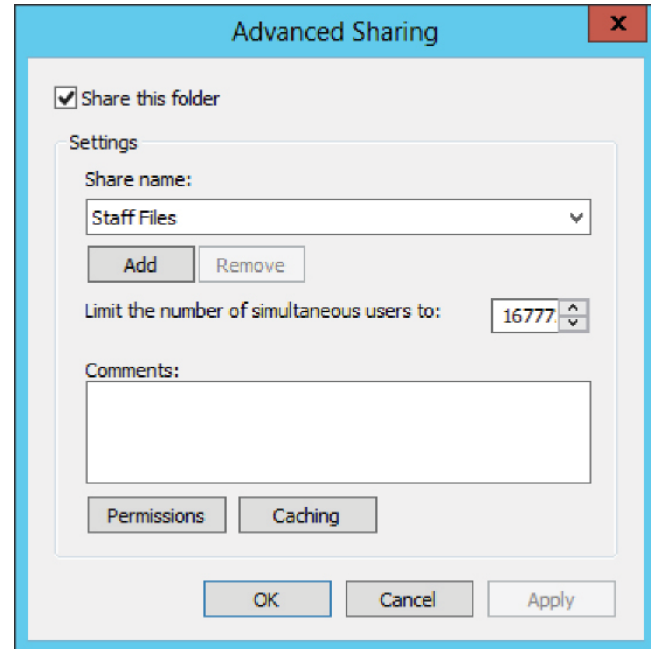 Advanced Sharing
x
Share this folder
Settings
Share name:
Staff Files
Add Remove
Limit the number of simultaneous users to: 16777
Comments:
Permissions Caching
OK Cancel Apply